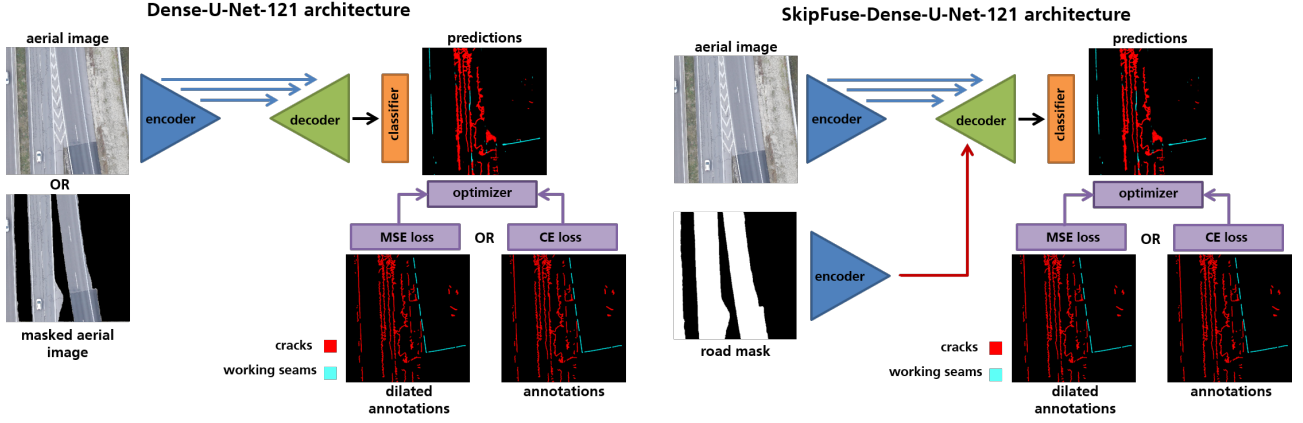 Dense-U-Net-121 architecture
aerial image
predictions
encoder
decoder
classifier
OR
optimizer
MSE loss
OR
CE loss
masked aerial
image
cracks
working seams
dilated
annotations
annotations
SkipFuse-Dense-U-Net-121 architecture
aerial image
predictions
encoder
decoder
classifier
optimizer
MSE loss
OR
CE loss
encoder
road mask
cracks
working seams
dilated
annotations
annotations